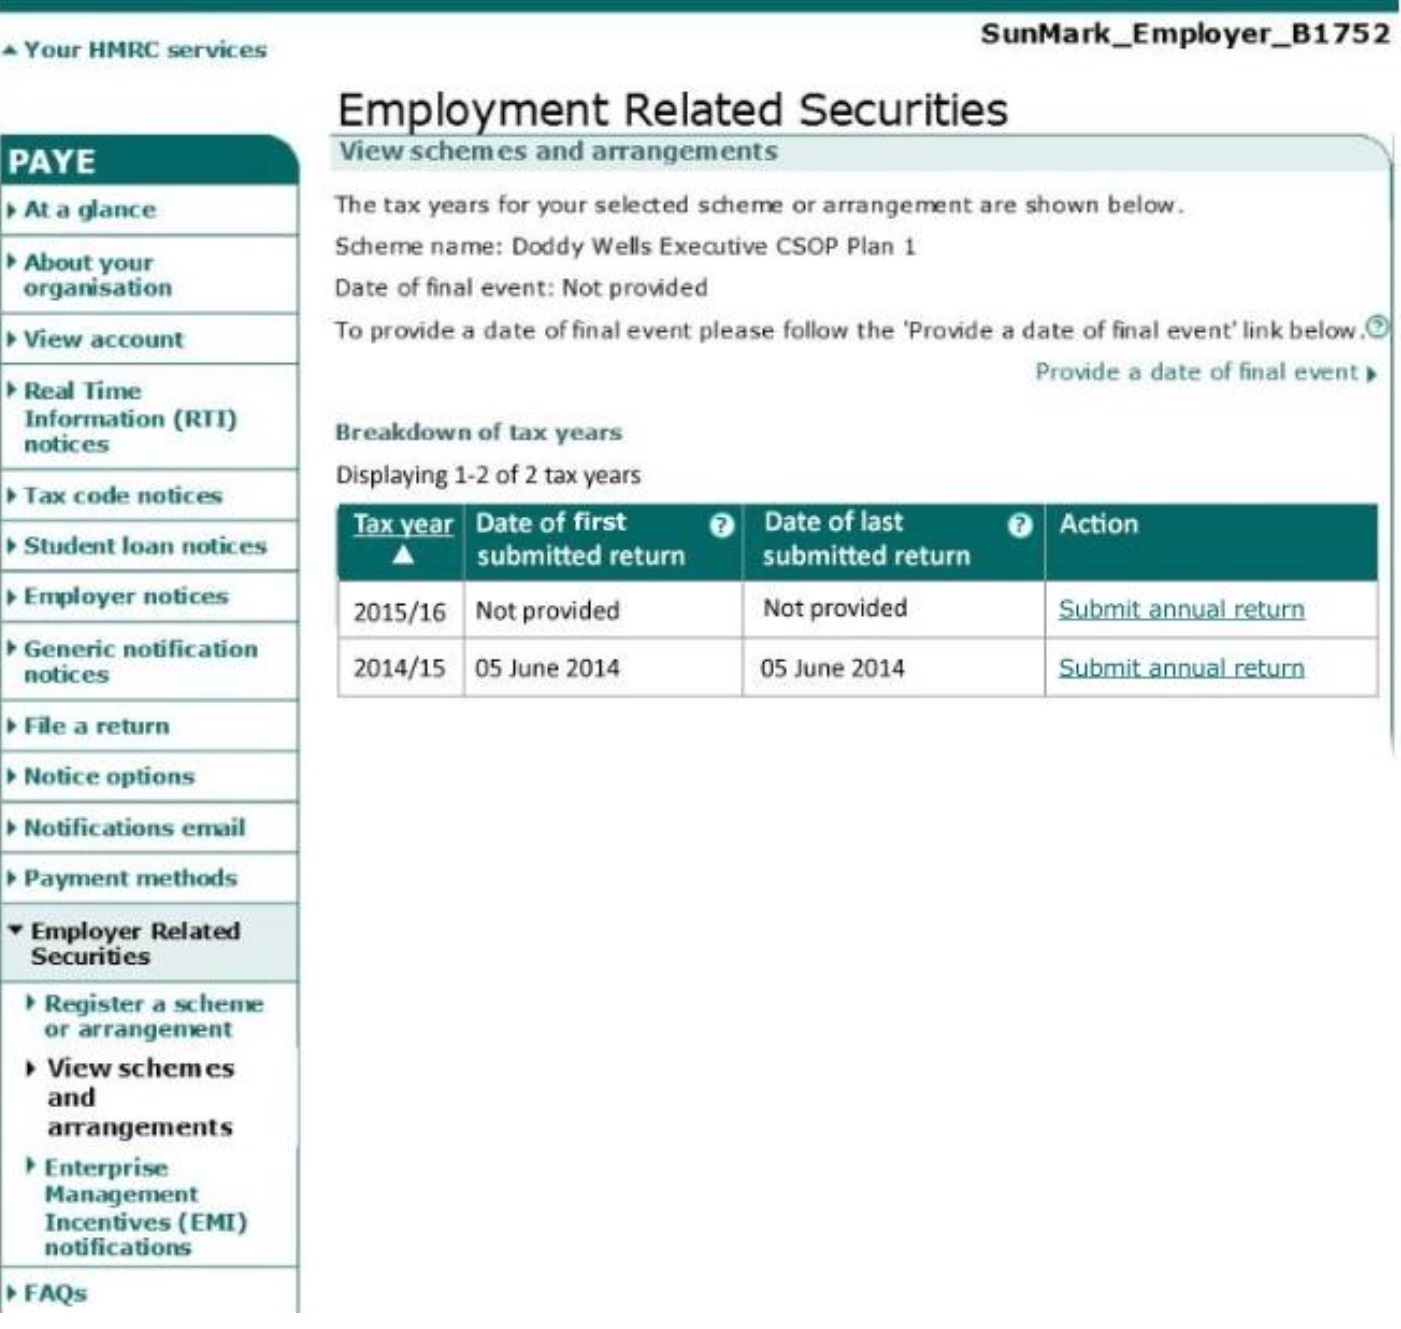 Your HMRC services
SunMark_Employer_B1752
Employment Related Securities
View schemes and arrangements
PAYE
At a glance
About your
organisation
View account
Real Time
Information (RTI)
notices
Tax code notices
Student loan notices
Employer notices
Generic notification
notices
File a return
Notice options
Notifications email
Payment methods
Employer Related
Securities
Register a scheme
or arrangement
View schemes
and
arrangements
Enterprise
Management
Incentives (EMI)
notifications
FAQs
The tax years for your selected scheme or arrangement are shown below.
Scheme name: Doddy Wells Executive CSOP Plan 1
Date of final event: Not provided
To provide a date of final event please follow the 'Provide a date of final event' link below. ?
Provide a date of final event
Breakdown of tax years
Displaying 1-2 of 2 tax years
Tax year Date of first submitted return ? Date of last submitted return ? Action
2015/16 Not provided Not provided Submit annual return
2014/15 05 June 2014 05 June 2014 Submit annual return